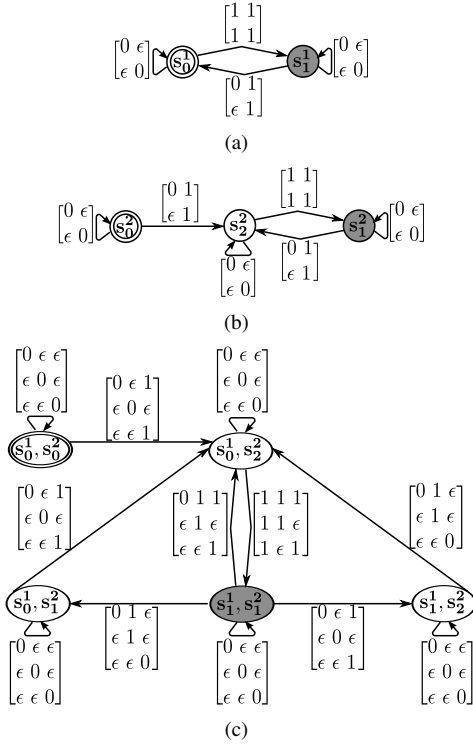 [1 1
1 1]
[0 ϵ
ϵ 0]
s₀¹
s₁¹
[0 ϵ
ϵ 0]
[0 1
ϵ 1]
(a)
[0 1
ϵ 1]
[1 1
1 1]
[0 ϵ
ϵ 0]
s₀²
s₂²
s₁²
[0 ϵ
ϵ 0]
[0 ϵ
ϵ 0]
[0 1
ϵ 1]
(b)
[0 ϵ ϵ
ϵ 0 ϵ
ϵ ϵ 0]
[0 ϵ 1
ϵ 0 ϵ
ϵ ϵ 1]
[0 ϵ ϵ
ϵ 0 ϵ
ϵ ϵ 0]
s₀¹, s₀²
s₀¹, s₂²
[0 ϵ 1
ϵ 0 ϵ
ϵ ϵ 1]
[0 1 1
ϵ 1 ϵ
ϵ ϵ 1]
[1 1 1
1 1 ϵ
1 ϵ 1]
[0 1 ϵ
ϵ 1 ϵ
ϵ ϵ 0]
s₀¹, s₁²
s₁¹, s₁²
s₁¹, s₂²
[0 ϵ ϵ
ϵ 0 ϵ
ϵ ϵ 0]
[0 1 ϵ
ϵ 1 ϵ
ϵ ϵ 0]
[0 ϵ ϵ
ϵ 0 ϵ
ϵ ϵ 0]
[0 ϵ 1
ϵ 0 ϵ
ϵ ϵ 1]
[0 ϵ ϵ
ϵ 0 ϵ
ϵ ϵ 0]
(c)